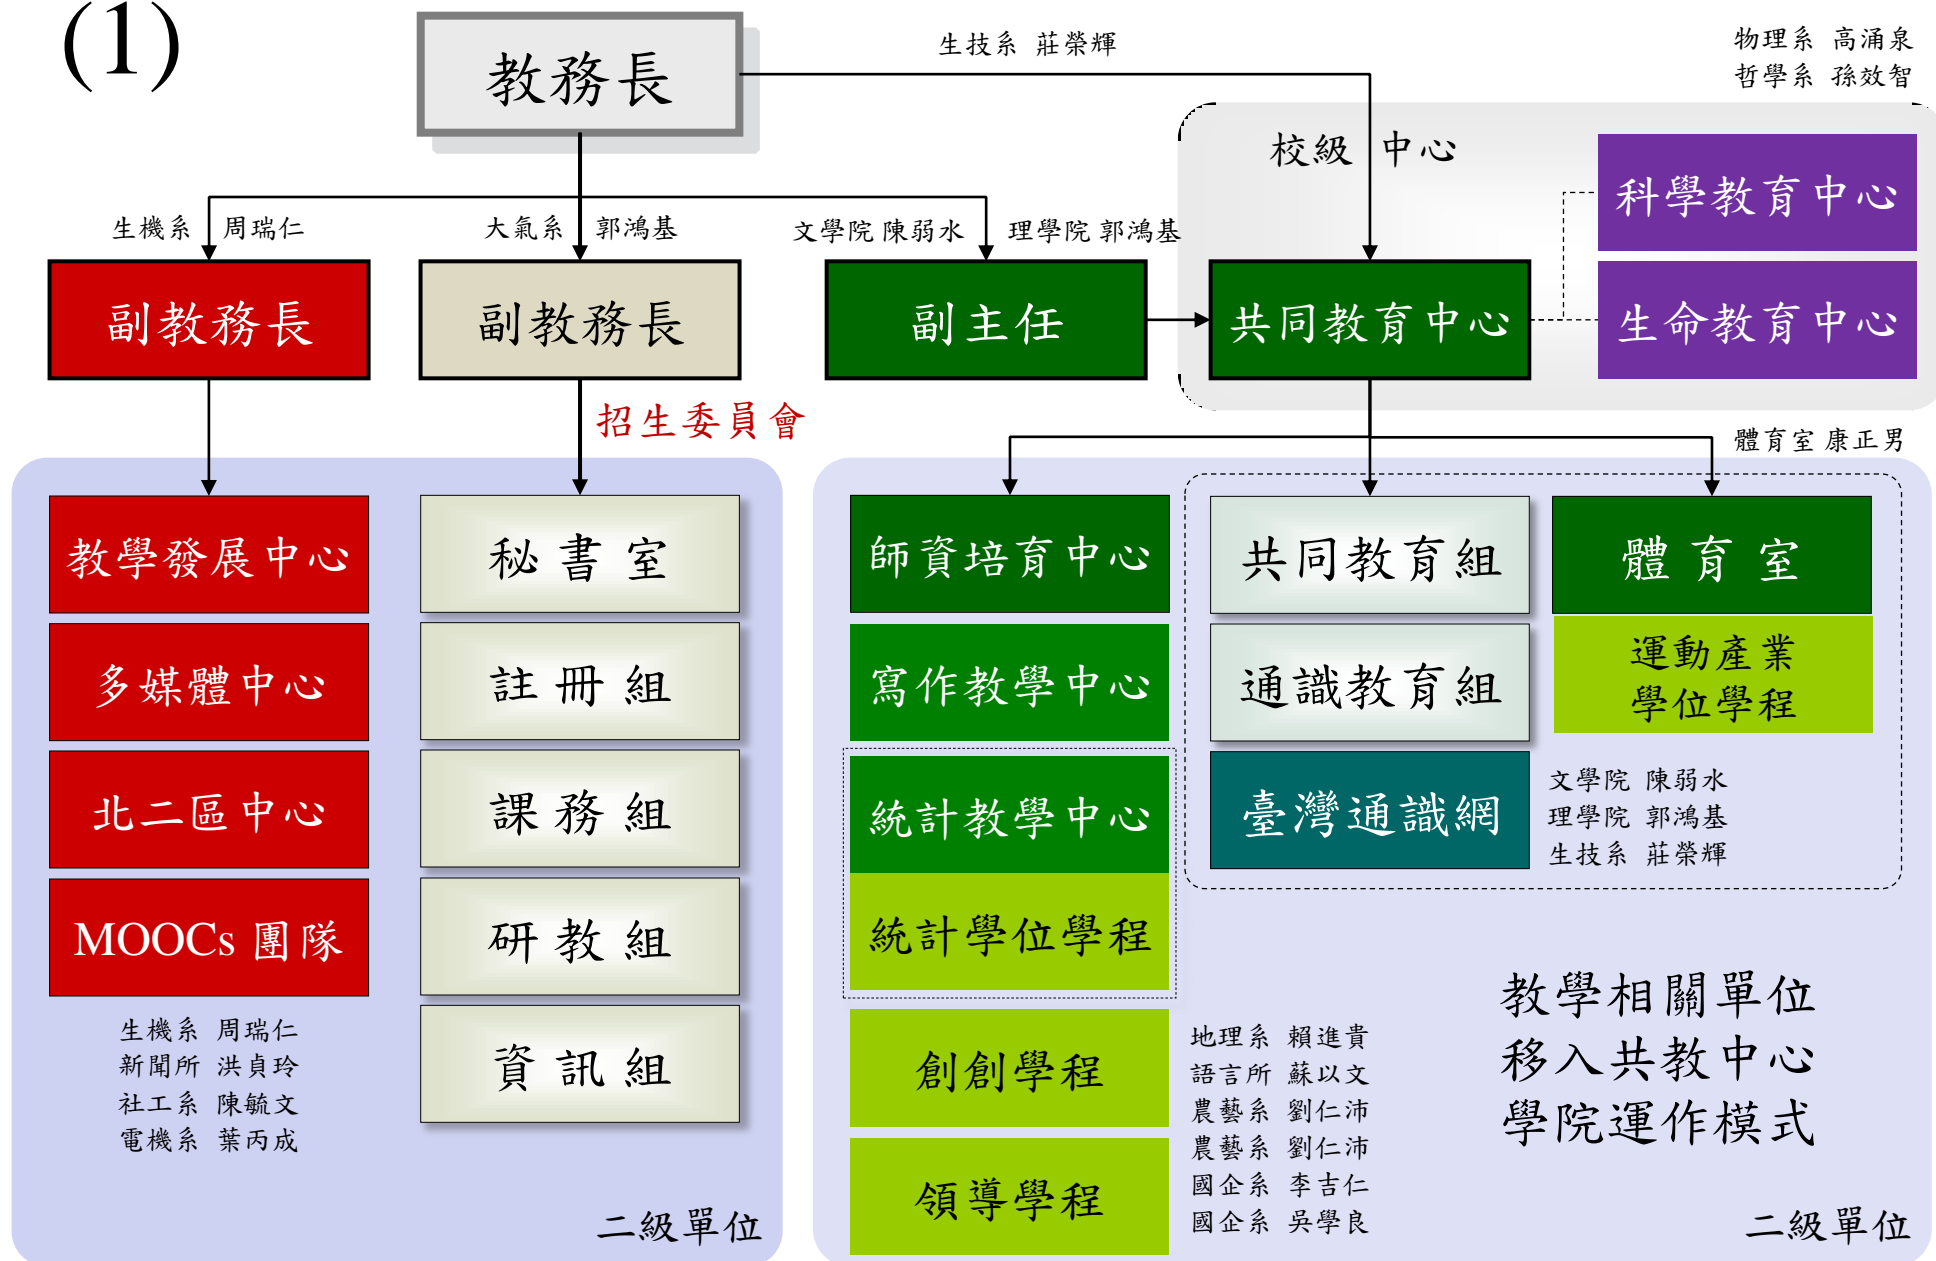 (1)
教務長
生技系 莊榮輝
物理系 高涌泉
哲學系 孫效智
校級 中心
科學教育中心
生命教育中心
生機系 周瑞仁
大氣系 郭鴻基
文學院 陳弱水 理學院 郭鴻基
副教務長
副教務長
副主任
共同教育中心
招生委員會
體育室 康正男
教學發展中心
多媒體中心
北二區中心
MOOCs 團隊
生機系 周瑞仁
新聞所 洪貞玲
社工系 陳毓文
電機系 葉丙成
秘書室
註冊組
課務組
研教組
資訊組
二級單位
師資培育中心
寫作教學中心
統計教學中心
統計學位學程
創創學程
領導學程
地理系 賴進貴
語言所 蘇以文
農藝系 劉仁沛
農藝系 劉仁沛
國企系 李吉仁
國企系 吳學良
共同教育組
通識教育組
臺灣通識網
體育室
運動產業
學位學程
文學院 陳弱水
理學院 郭鴻基
生技系 莊榮輝
教學相關單位
移入共教中心
學院運作模式
二級單位